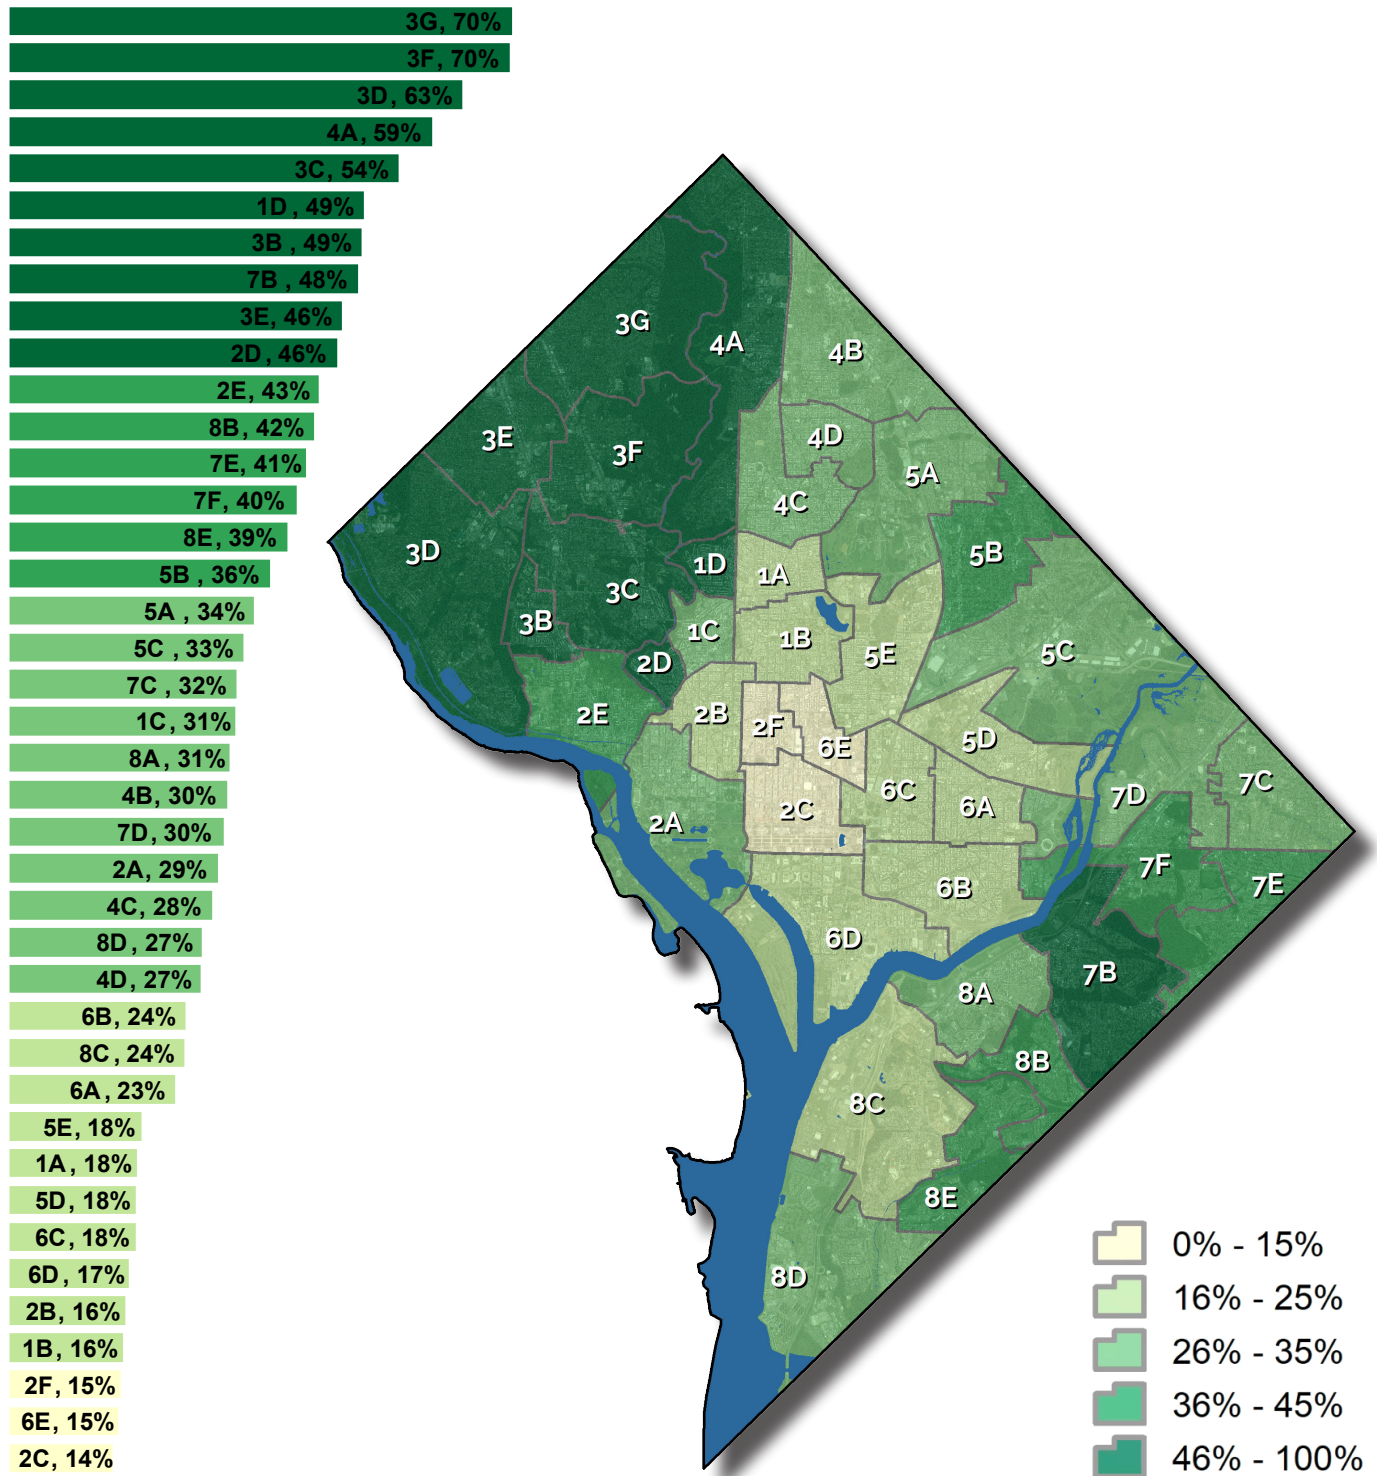 3G, 70%
3F, 70%
3D, 63%
4A, 59%
3C, 54%
1D , 49%
3B , 49%
7B , 48%
3E, 46%
2D, 46%
2E, 43%
8B, 42%
7E, 41%
7F, 40%
8E, 39%
5B , 36%
5A , 34%
5C , 33%
7C , 32%
1C, 31%
8A, 31%
4B, 30%
7D, 30%
2A, 29%
4C, 28%
8D , 27%
4D, 27%
6B, 24%
8C, 24%
6A, 23%
5E, 18%
1A , 18%
5D , 18%
6C, 18%
6D , 17%
2B, 16%
1B, 16%
2F, 15%
6E, 15%
2C, 14%
3G
4A
4B
3E
3F
4D
5A
4C
3D
1D
1A
5B
3C
3B
1C
1B
2D
5E
5C
2E
2B
2F
6E
5D
7C
7D
2A
2C
6C
6A
7F
7E
6B
6D
7B
8A
8B
8C
8E
8D
0% - 15%
16% - 25%
26% - 35%
36% - 45%
46% - 100%